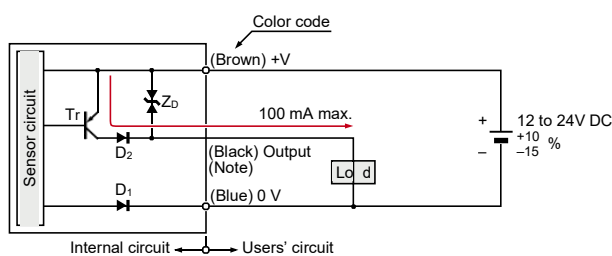 Color code
(Brown) +V
Sensor circuit
Tr
ZD
100 mA max.
+
12 to 24V DC
+10
–15 %
–
D2
(Black) Output
(Note)
Lo d
D1
(Blue) 0 V
Internal circuit
Users' circuit